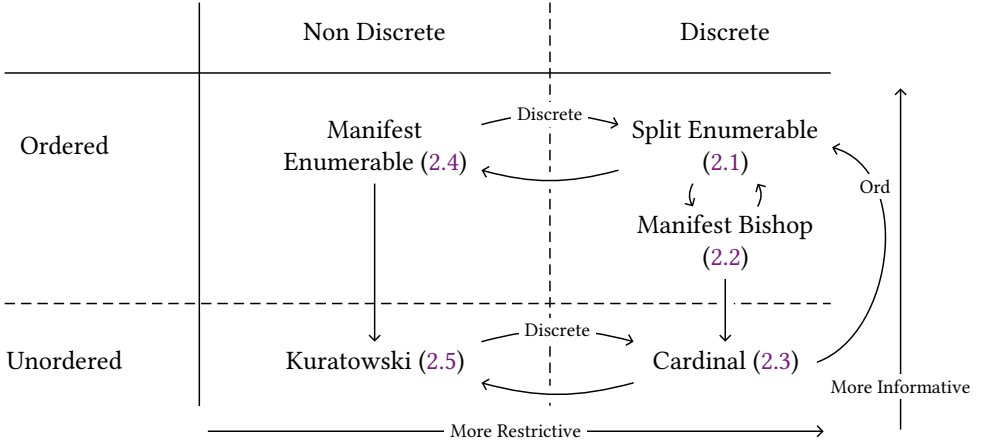 Non Discrete
Discrete
Ordered
Manifest
Enumerable (2.4)
Discrete
Split Enumerable
(2.1)
Ord
Manifest Bishop
(2.2)
Unordered
Kuratowski (2.5)
Discrete
Cardinal (2.3)
More Informative
More Restrictive